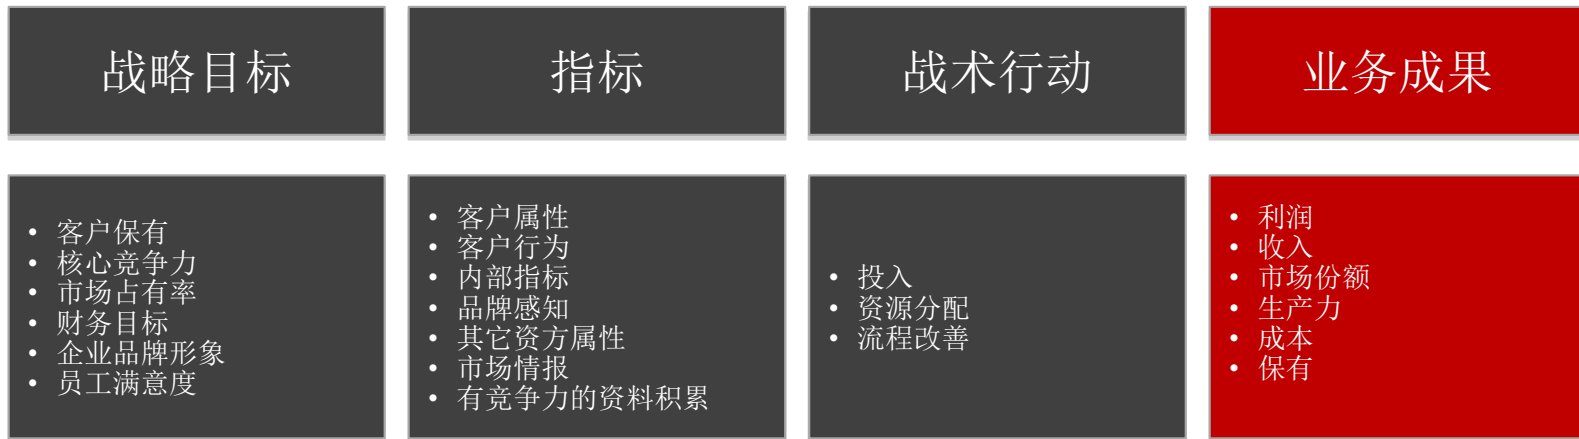 战略目标
指标
战术行动
业务成果
• 客户保有
• 核心竞争力
• 市场占有率
• 财务目标
• 企业品牌形象
• 员工满意度
• 客户属性
• 客户行为
• 内部指标
• 品牌感知
• 其它资方属性
• 市场情报
• 有竞争力的资料积累
• 投入
• 资源分配
• 流程改善
• 利润
• 收入
• 市场份额
• 生产力
• 成本
• 保有